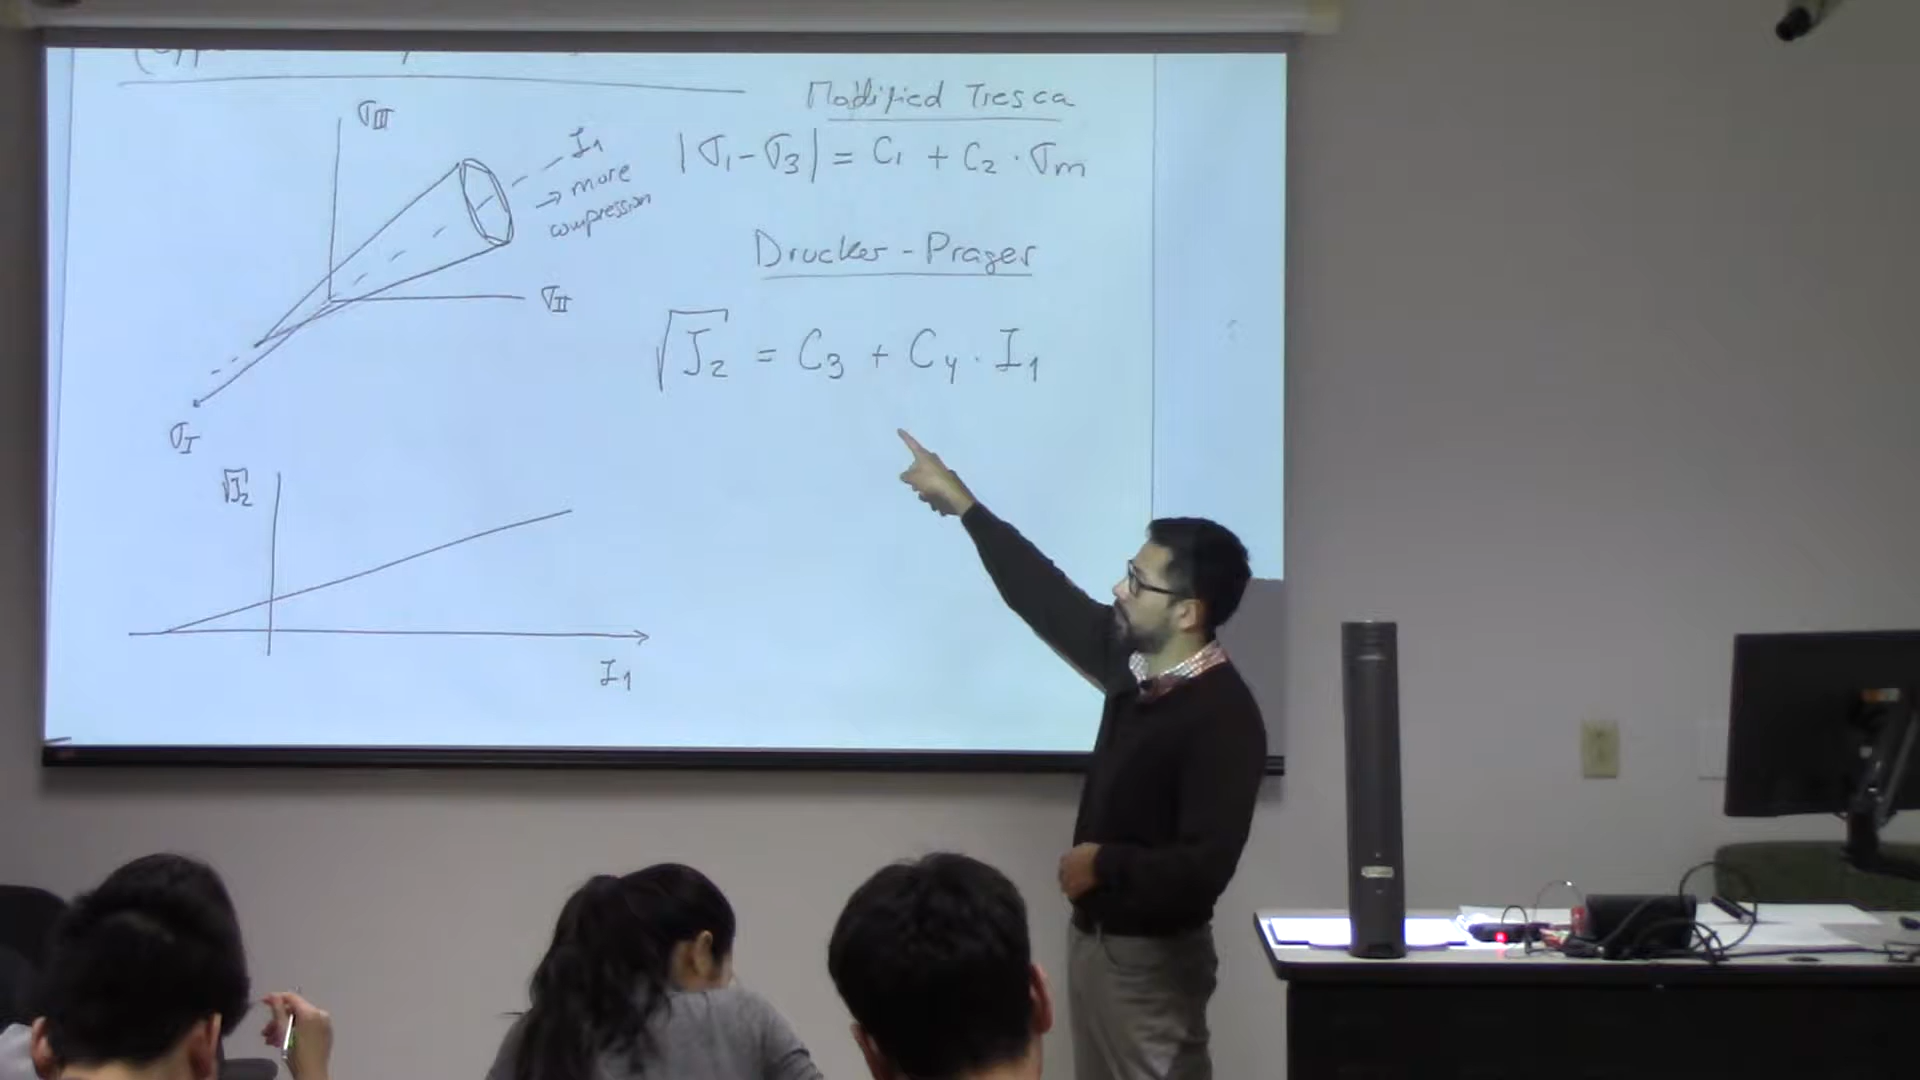 σIII
I1
→ more
compression
σII
σI
√J2
I1
Modified Tresca
|σ1-σ3| = C1 + C2 · σm
Drucker - Prager
√J2 = C3 + C4 · I1